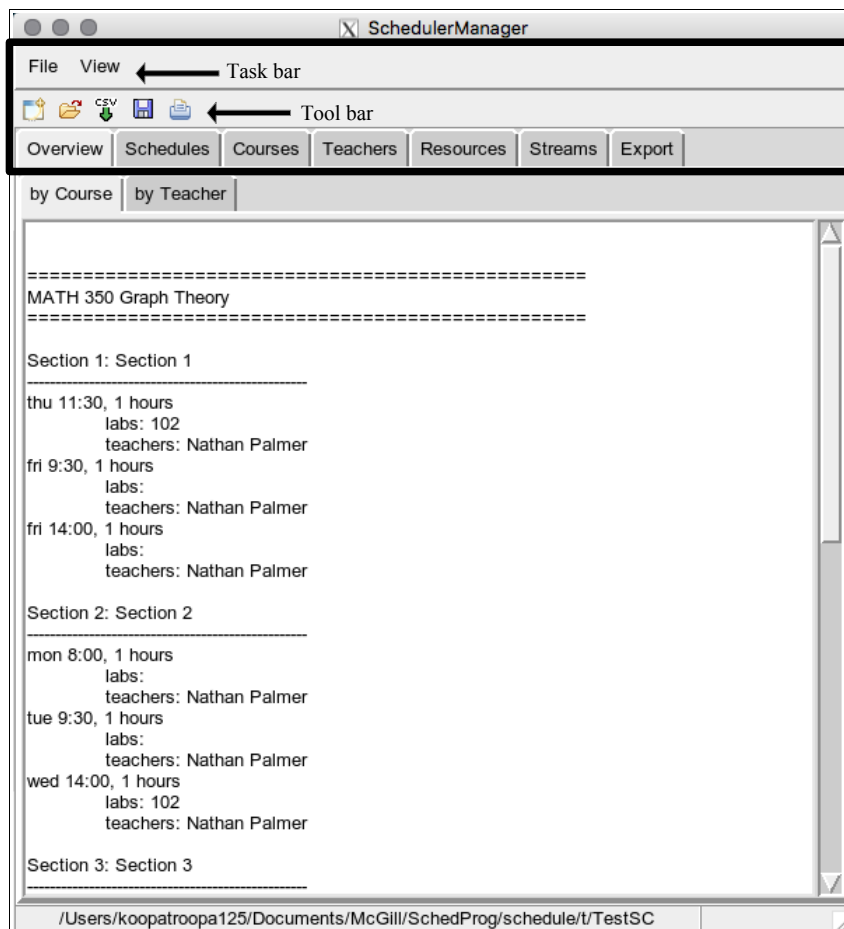 SchedulerManager
File View Task bar
CSV Tool bar
Overview Schedules Courses Teachers Resources Streams Export
by Course by Teacher
==================================================
MATH 350 Graph Theory
==================================================
Section 1: Section 1
--------------------------------------------------
thu 11:30, 1 hours
labs: 102
teachers: Nathan Palmer
fri 9:30, 1 hours
labs:
teachers: Nathan Palmer
fri 14:00, 1 hours
labs:
teachers: Nathan Palmer
Section 2: Section 2
--------------------------------------------------
mon 8:00, 1 hours
labs:
teachers: Nathan Palmer
tue 9:30, 1 hours
labs:
teachers: Nathan Palmer
wed 14:00, 1 hours
labs: 102
teachers: Nathan Palmer
Section 3: Section 3
--------------------------------------------------
/Users/koopatroopa125/Documents/McGill/SchedProg/schedule/t/TestSC